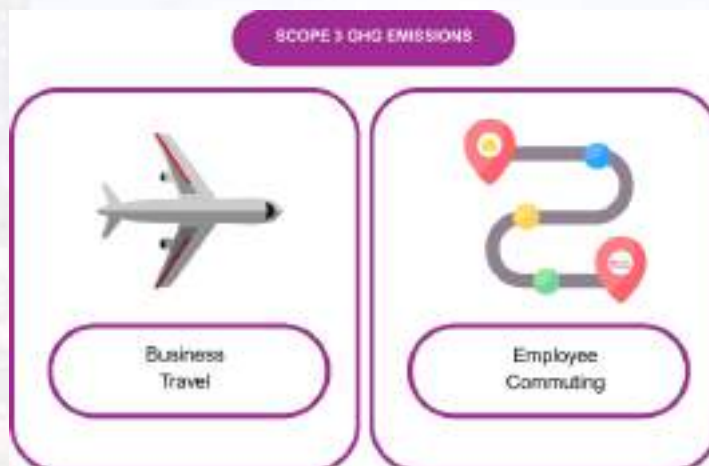 SCOPE 3 GHG EMISSIONS
Business
Travel
Employee
Commuting